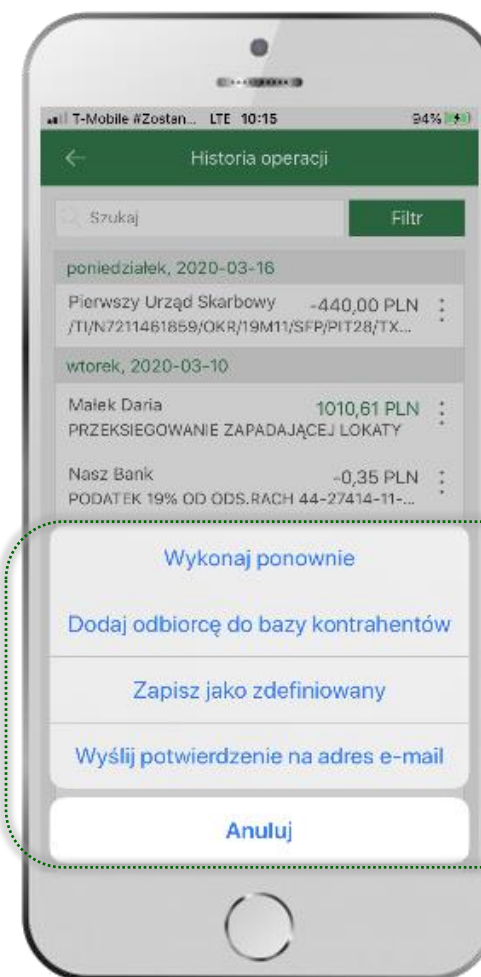 T-Mobile #Zostan... LTE 10:15 94%
Historia operacji
Szukaj Filtr
poniedziałek, 2020-03-16
Pierwszy Urząd Skarbowy -440,00 PLN
/TI/N7211461859/OKR/19M11/SFP/PIT28/TX...
wtorek, 2020-03-10
Małek Daria 1010,61 PLN
PRZEKSIEGOWANIE ZAPADAJĄCEJ LOKATY
Nasz Bank -0,35 PLN
PODATEK 19% OD ODS.RACH 44-27414-11-...
Wykonaj ponownie
Dodaj odbiorcę do bazy kontrahentów
Zapisz jako zdefiniowany
Wyślij potwierdzenie na adres e-mail
Anuluj